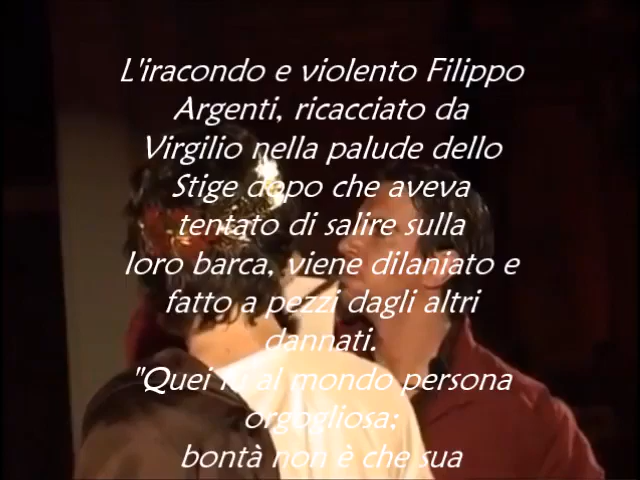 L'iracondo e violento Filippo
Argenti, ricacciato da
Virgilio nella palude dello
Stige dopo che aveva
tentato di salire sulla
loro barca, viene dilaniato e
fatto a pezzi dagli altri
dannati.
"Quei fu al mondo persona
orgogliosa;
bontà non è che sua